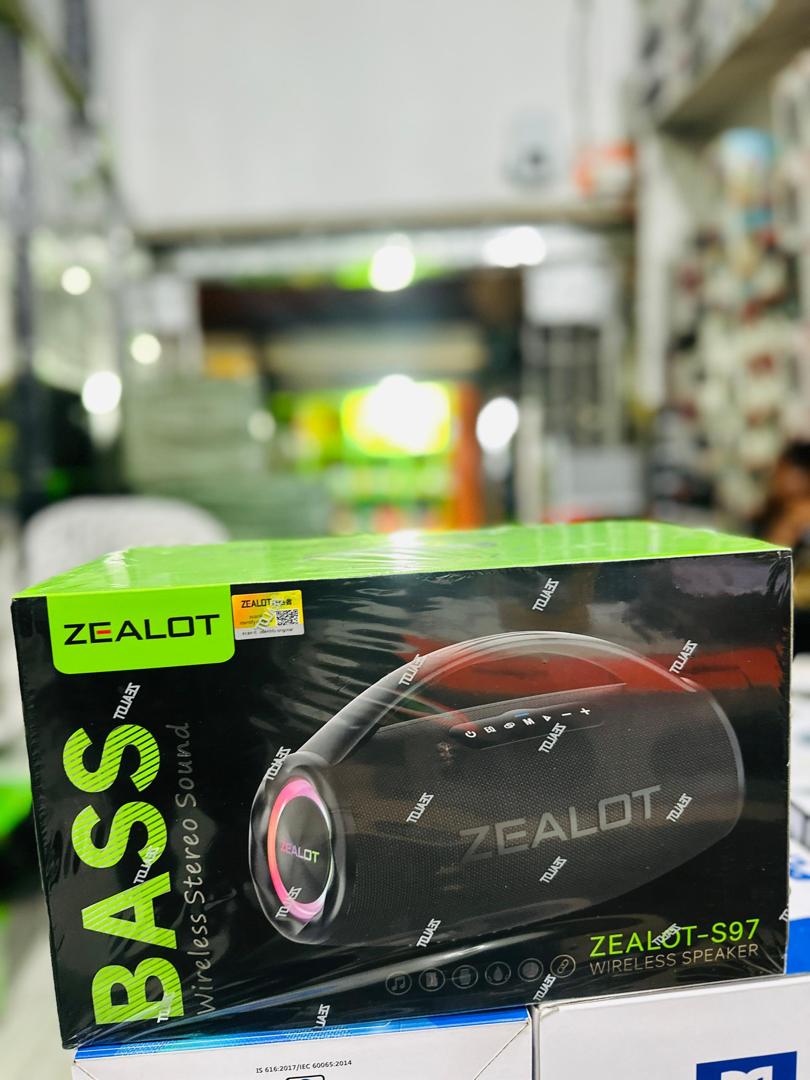 ZEALOT
ZEALOT
BASS
Wireless Stereo Sound
ZEALOT
ZEALOT
ZEALOT-S97
WIRELESS SPEAKER
IS 616:2017/IEC 60065:2014